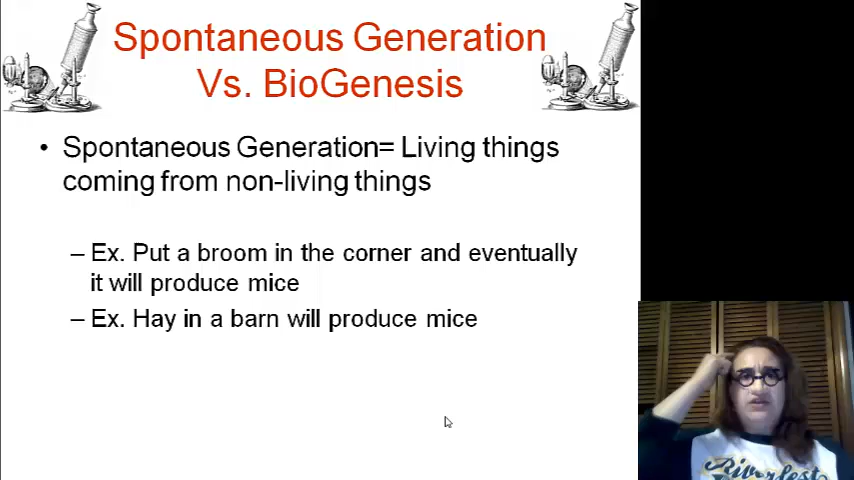 Spontaneous Generation
Vs. BioGenesis
• Spontaneous Generation= Living things
coming from non-living things
– Ex. Put a broom in the corner and eventually
it will produce mice
– Ex. Hay in a barn will produce mice
Riverfest